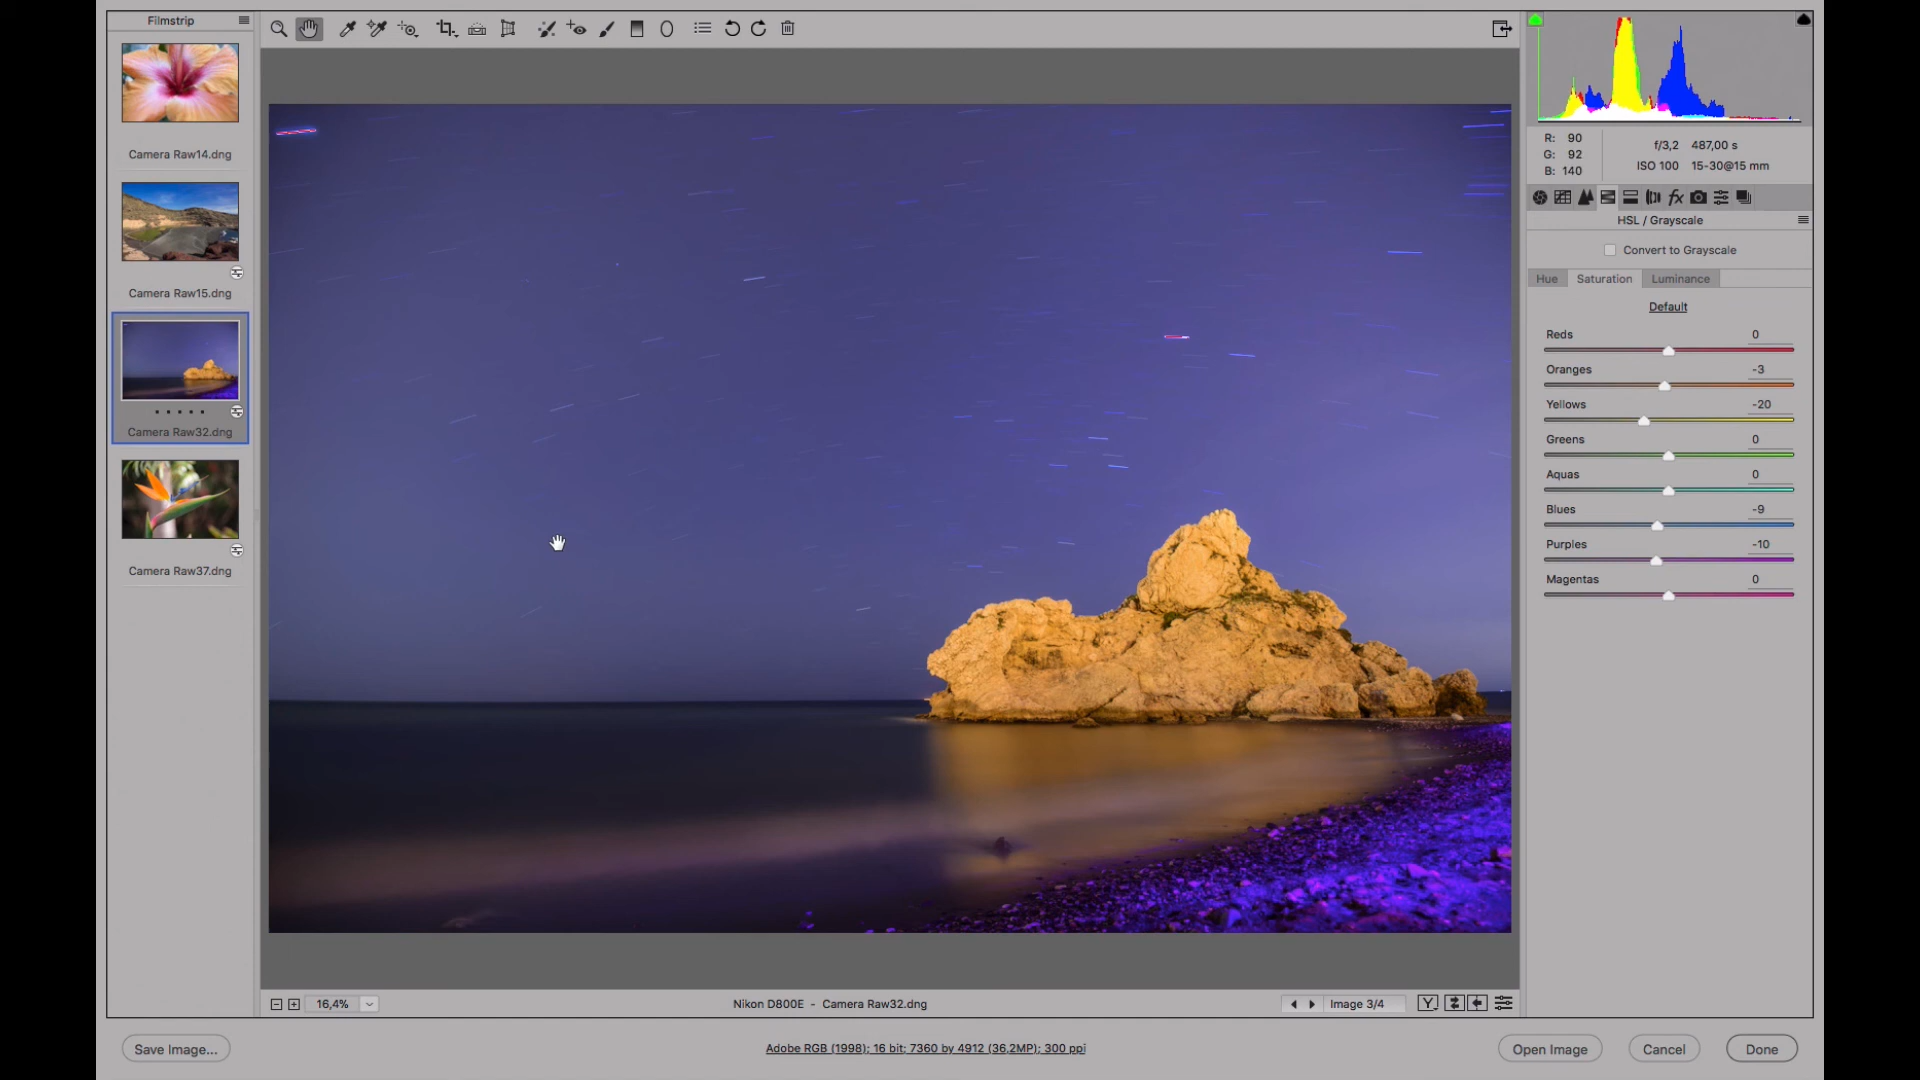 Filmstrip
Camera Raw14.dng
Camera Raw15.dng
Camera Raw32.dng
Camera Raw37.dng
R: 90
G: 92
B: 140
f/3,2 487,00 s
ISO 100 15-30@15 mm
HSL / Grayscale
Convert to Grayscale
Hue Saturation Luminance
Default
Reds 0
Oranges -3
Yellows -20
Greens 0
Aquas 0
Blues -9
Purples -10
Magentas 0
16,4%
Nikon D800E - Camera Raw32.dng
Image 3/4
Y
Save Image...
Adobe RGB (1998); 16 bit; 7360 by 4912 (36,2MP); 300 ppi
Open Image
Cancel
Done